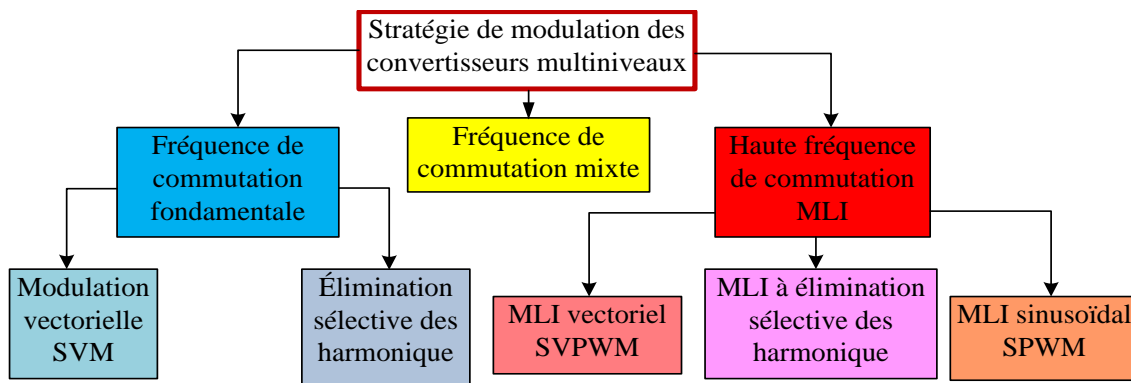 Stratégie de modulation des
convertisseurs multiniveaux
Fréquence de
commutation
fondamentale
Fréquence de
commutation mixte
Haute fréquence
de commutation
MLI
Modulation
vectorielle
SVM
Élimination
sélective des
harmonique
MLI vectoriel
SVPWM
MLI à élimination
sélective des
harmonique
MLI sinusoïdal
SPWM